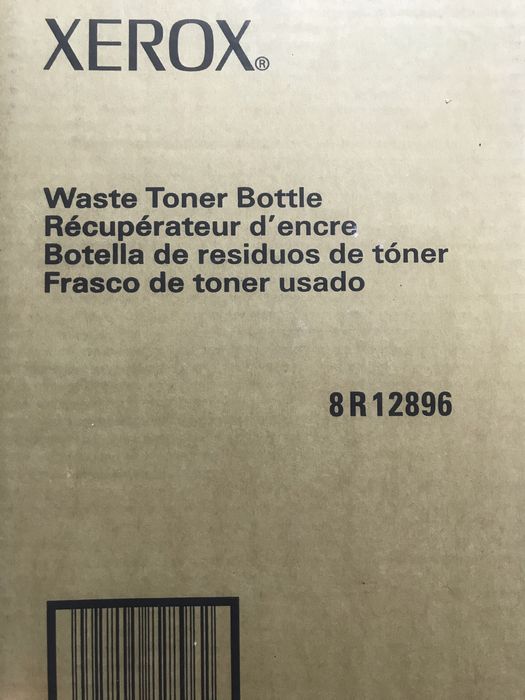 XEROX®
Waste Toner Bottle
Récupérateur d'encre
Botella de residuos de tóner
Frasco de toner usado
8R12896